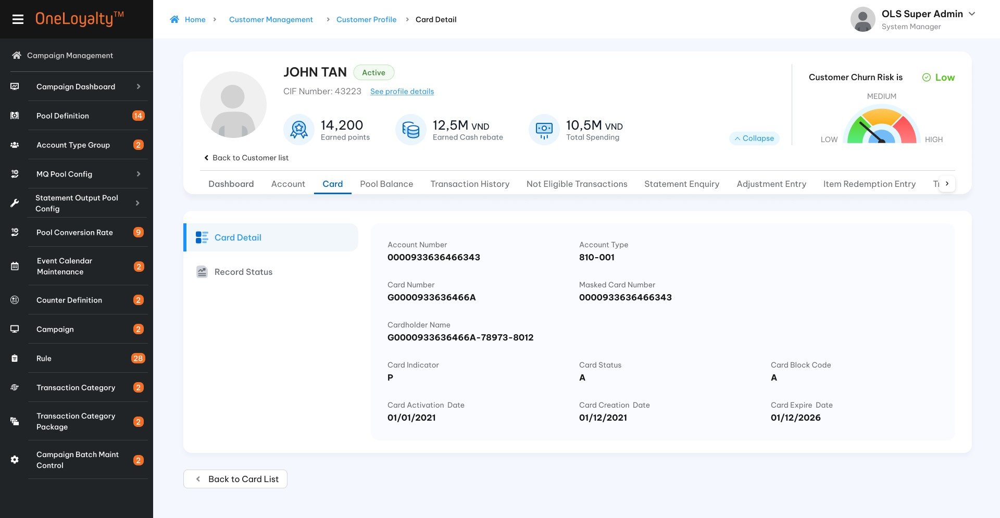 OneLoyalty™
Home
Customer Management
Customer Profile
Card Detail
OLS Super Admin
System Manager
Campaign Management
Campaign Dashboard
Pool Definition 14
Account Type Group 2
MQ Pool Config
Statement Output Pool
Config
Pool Conversion Rate 9
Event Calendar
Maintenance 2
Counter Definition 2
Campaign 2
Rule 28
Transaction Category 2
Transaction Category
Package 2
Campaign Batch Maint
Control 2
JOHN TAN Active
CIF Number: 43223 See profile details
14,200
Earned points
12,5M VND
Earned Cash rebate
10,5M VND
Total Spending
Collapse
Customer Churn Risk is Low
MEDIUM
LOW HIGH
Back to Customer list
Dashboard Account Card Pool Balance Transaction History Not Eligible Transactions Statement Enquiry Adjustment Entry Item Redemption Entry
Card Detail
Record Status
Account Number
0000933636466343
Account Type
810-001
Card Number
G0000933636466A
Masked Card Number
0000933636466343
Cardholder Name
G0000933636466A-78973-8012
Card Indicator
P
Card Status
A
Card Block Code
A
Card Activation Date
01/01/2021
Card Creation Date
01/12/2021
Card Expire Date
01/12/2026
Back to Card List